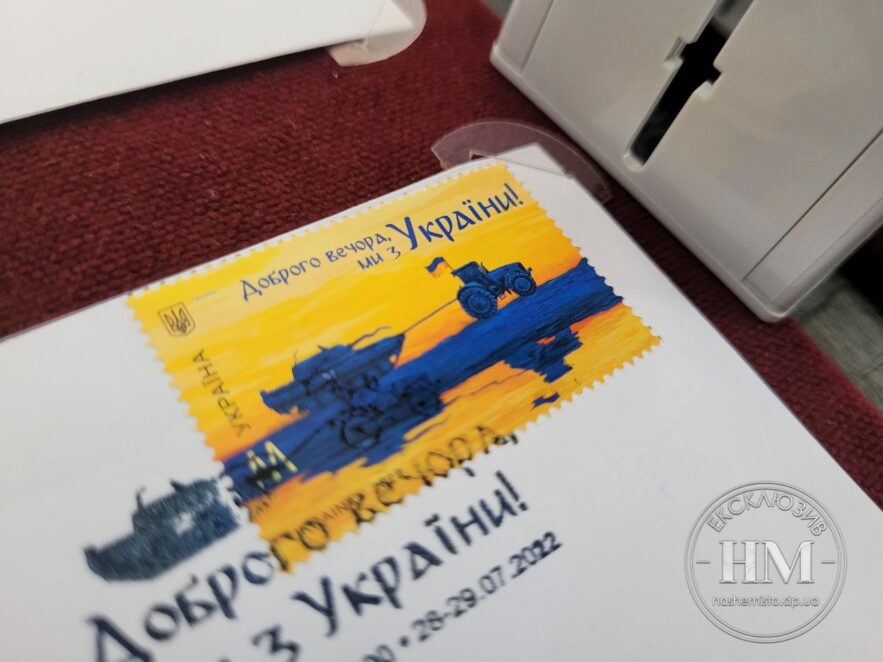 Доброго вечора,
ми з України!
УКРАЇНА
Доброго вечора,
з України!
28-29.07.2022
ЕКСКЛЮЗИВ
НМ
nashemisto.dp.ua